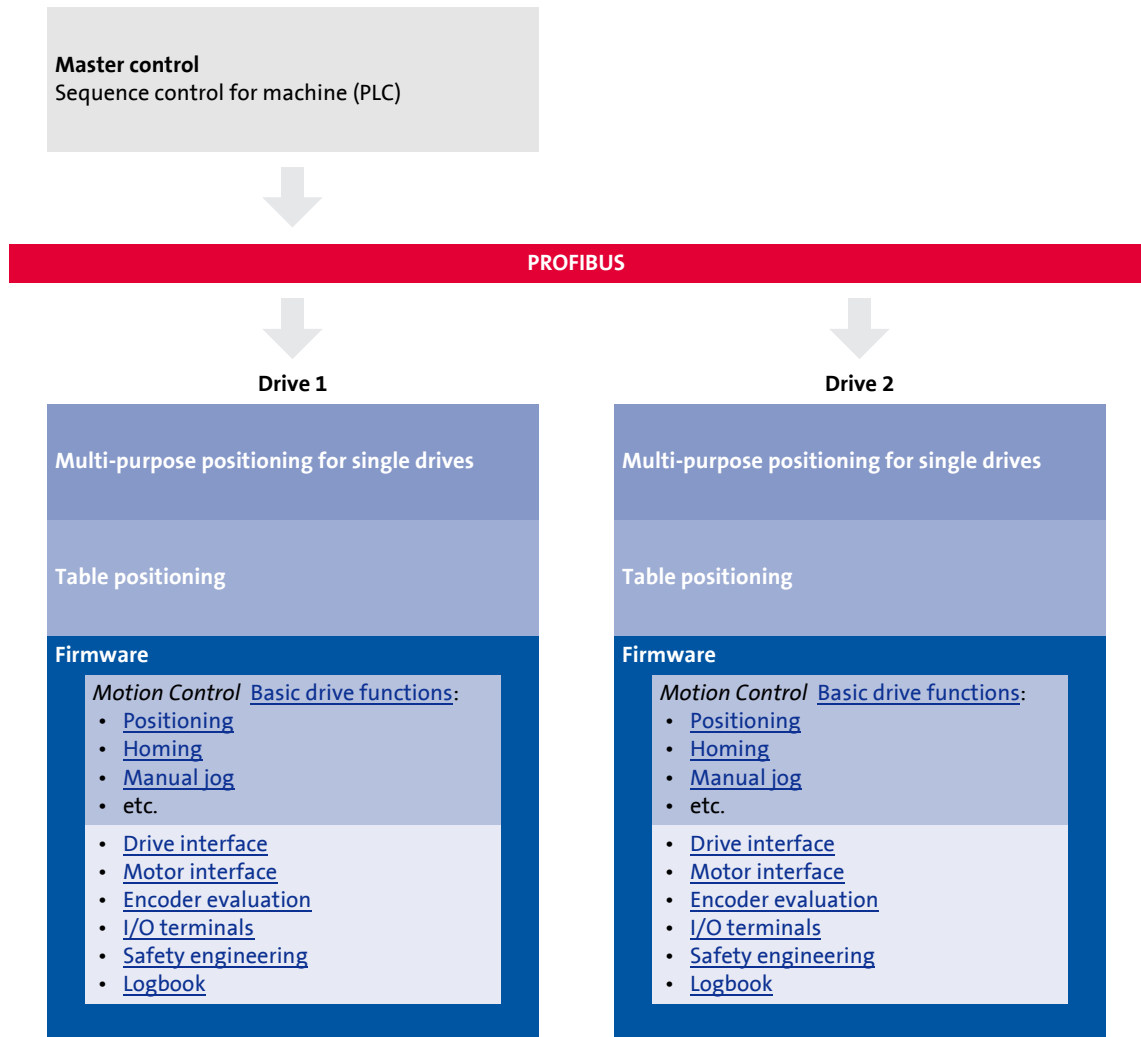 Master control
Sequence control for machine (PLC)
PROFIBUS
Drive 1
Multi-purpose positioning for single drives
Table positioning
Firmware
Motion Control Basic drive functions:
• Positioning
• Homing
• Manual jog
• etc.
• Drive interface
• Motor interface
• Encoder evaluation
• I/O terminals
• Safety engineering
• Logbook
Drive 2
Multi-purpose positioning for single drives
Table positioning
Firmware
Motion Control Basic drive functions:
• Positioning
• Homing
• Manual jog
• etc.
• Drive interface
• Motor interface
• Encoder evaluation
• I/O terminals
• Safety engineering
• Logbook